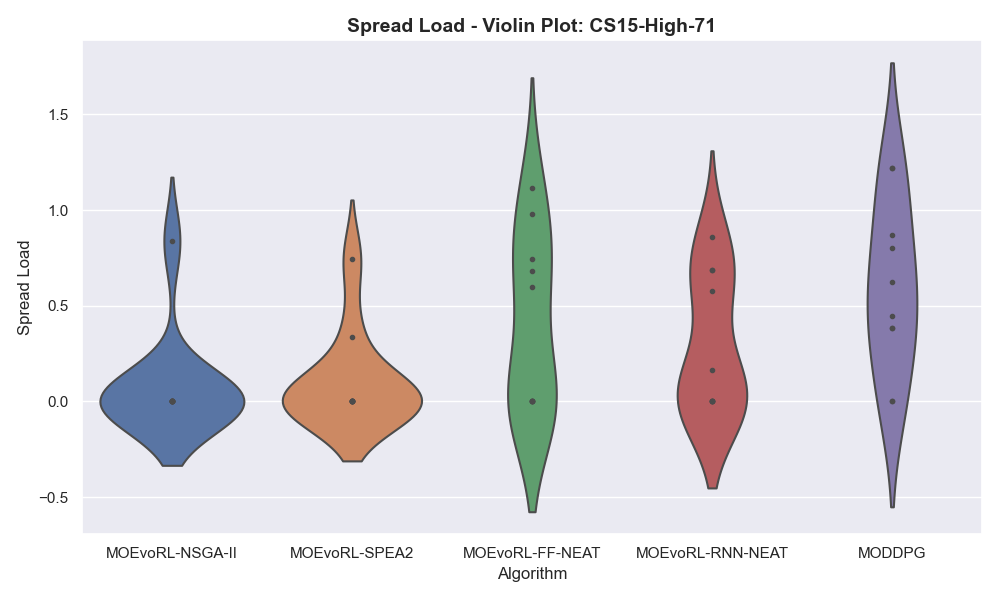 Spread Load - Violin Plot: CS15-High-71
Spread Load
1.5
1.0
0.5
0.0
−0.5
MOEvoRL-NSGA-II
MOEvoRL-SPEA2
MOEvoRL-FF-NEAT
MOEvoRL-RNN-NEAT
MODDPG
Algorithm